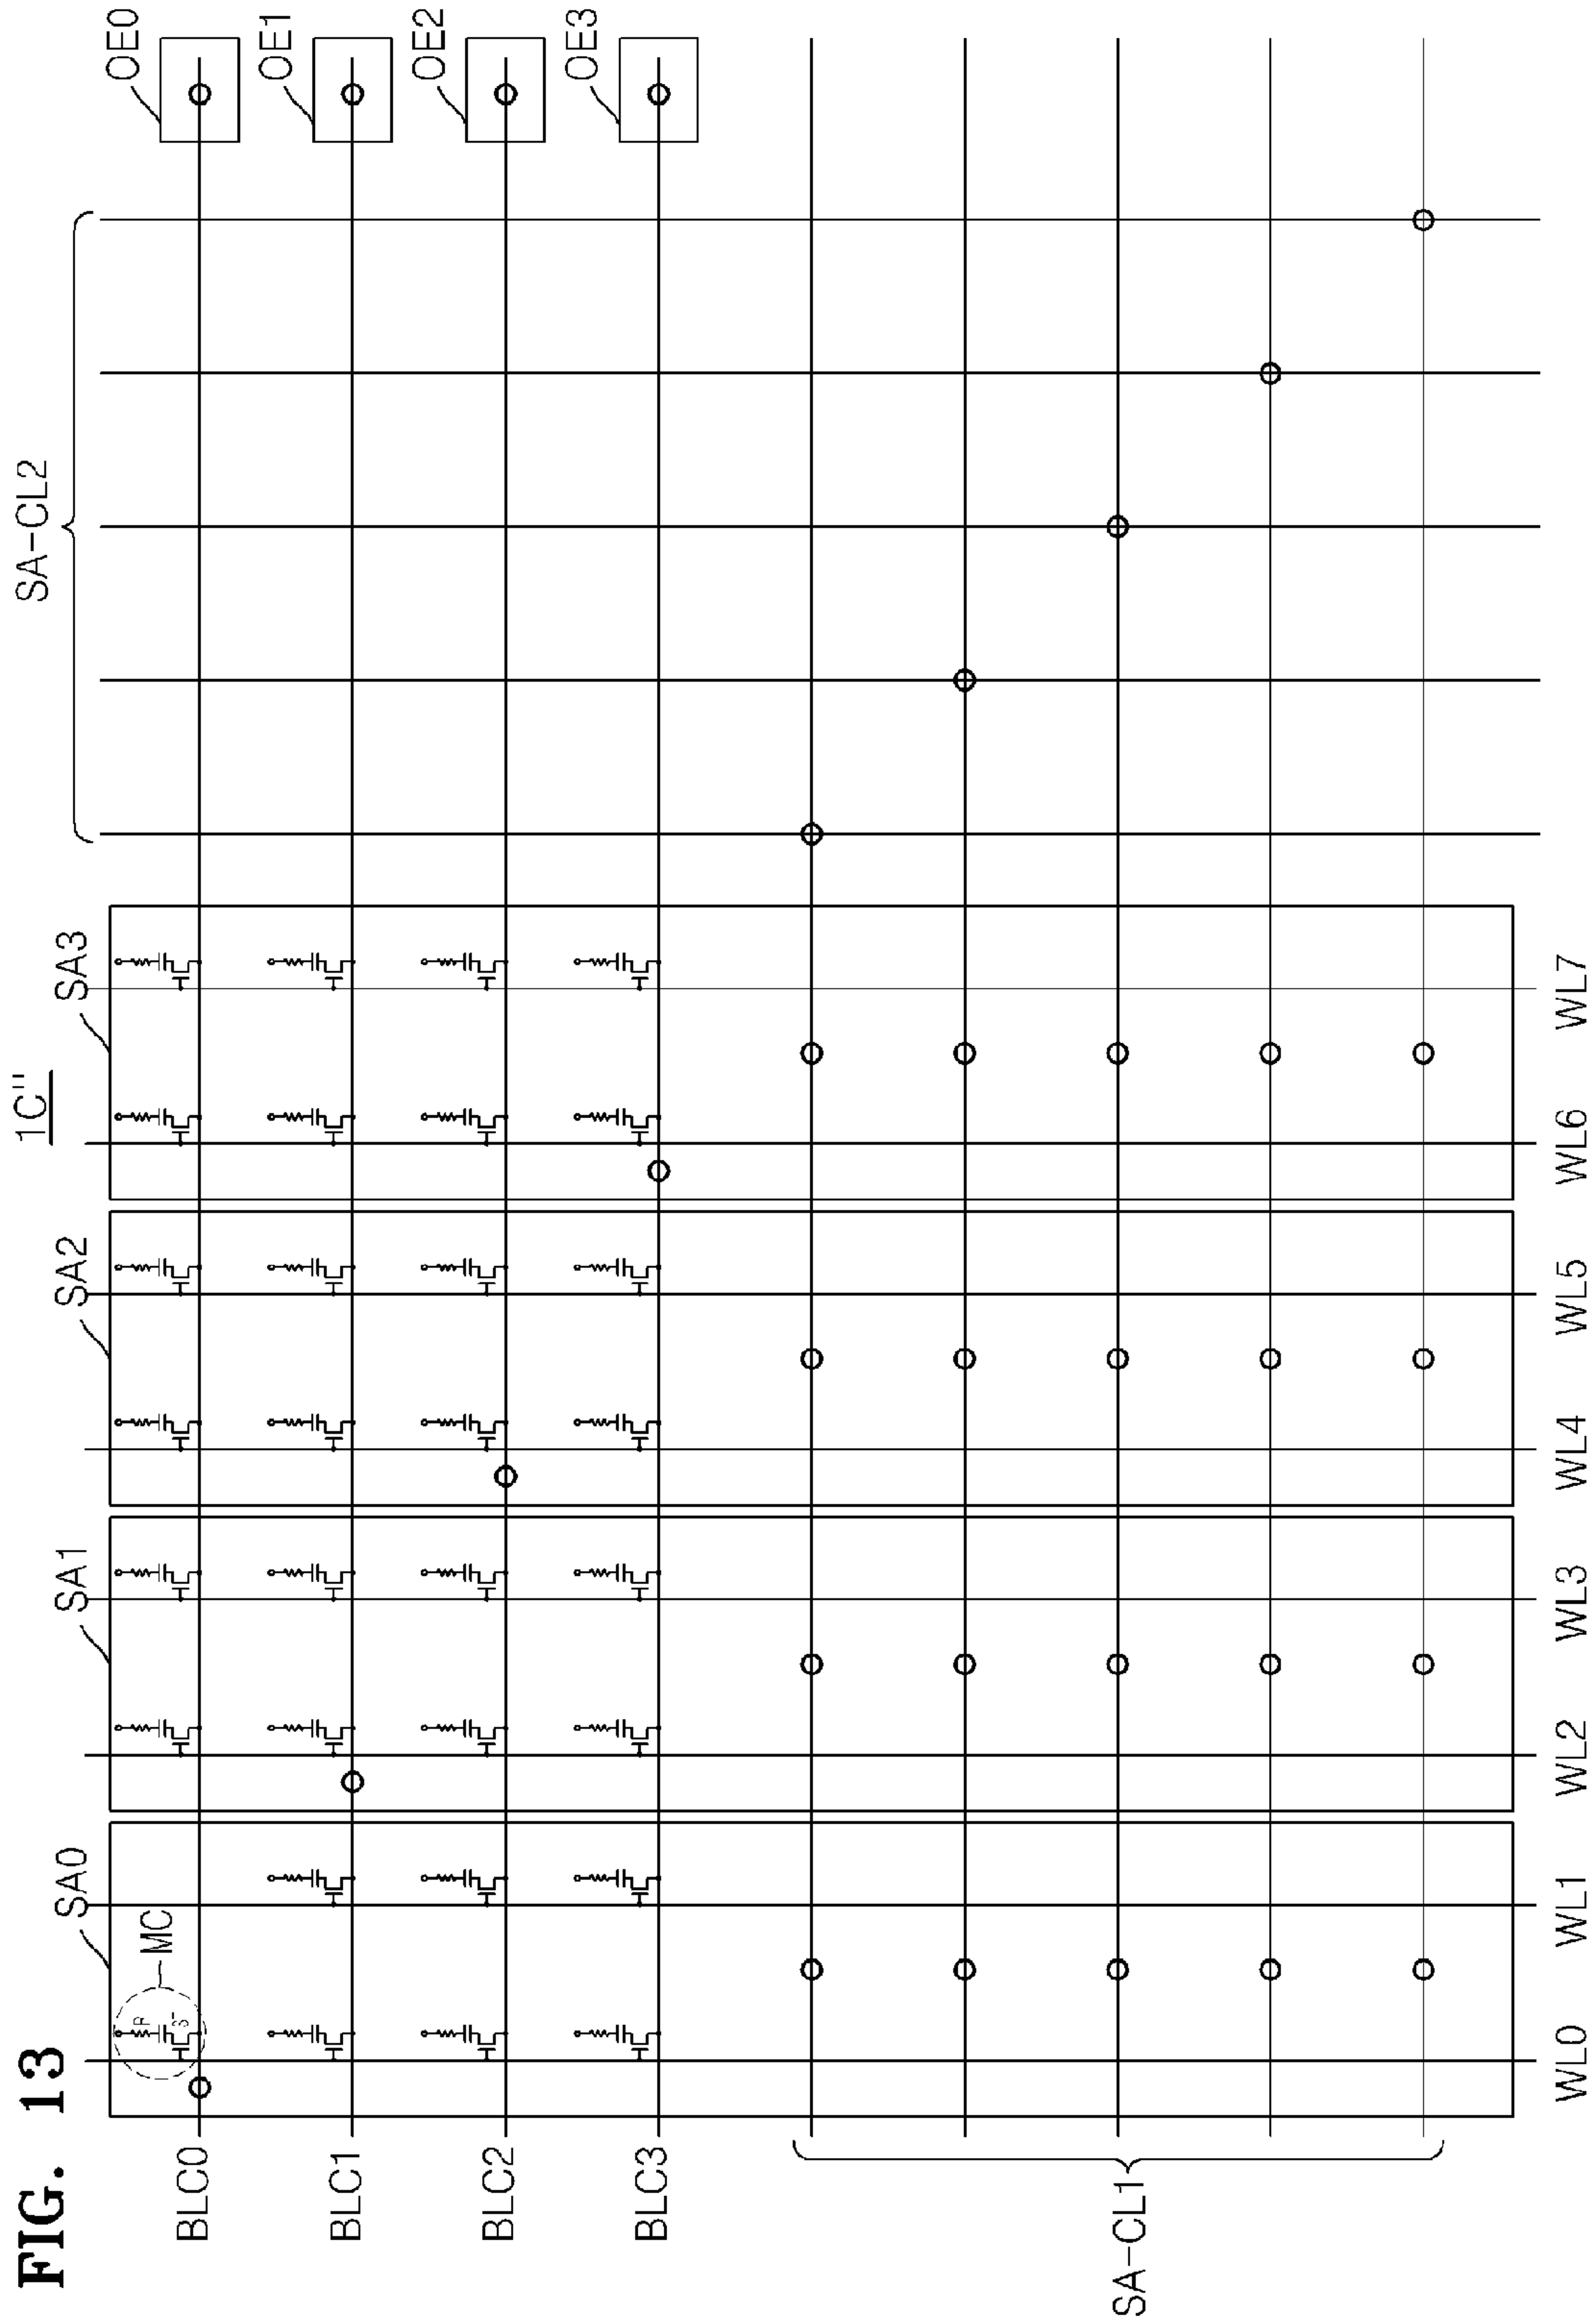 FIG. 13
1C"
SA-CL2
SA0
SA1
SA2
SA3
MC
OE0
OE1
OE2
OE3
BLC0
BLC1
BLC2
BLC3
SA-CL1
WL0
WL1
WL2
WL3
WL4
WL5
WL6
WL7